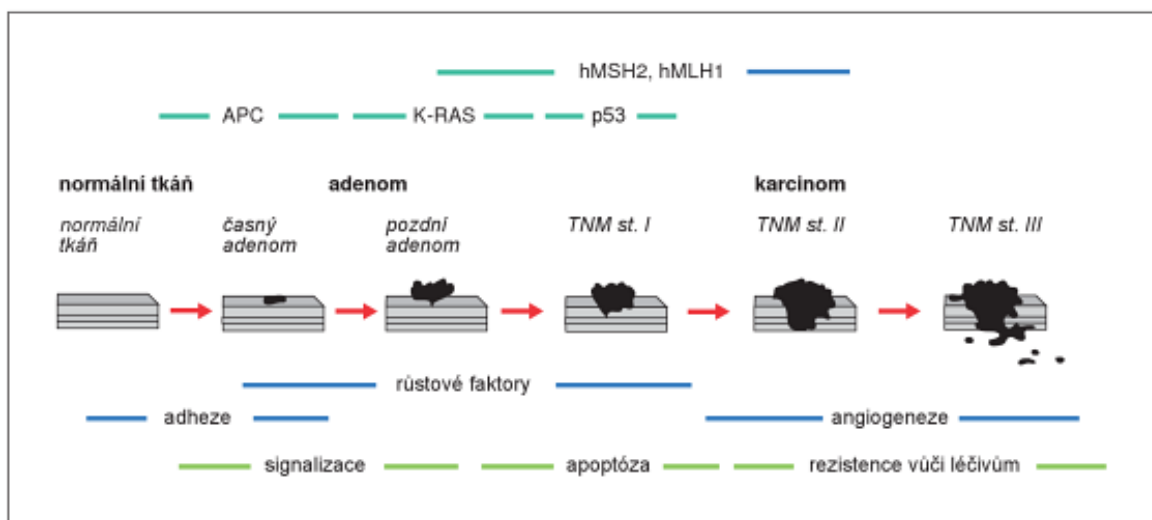 hMSH2, hMLH1
APC K-RAS p53
normální tkáň adenom karcinom
normální časný pozdní TNM st. I TNM st. II TNM st. III
tkáň adenom adenom
růstové faktory
adheze angiogeneze
signalizace apoptóza rezistence vůči léčivům